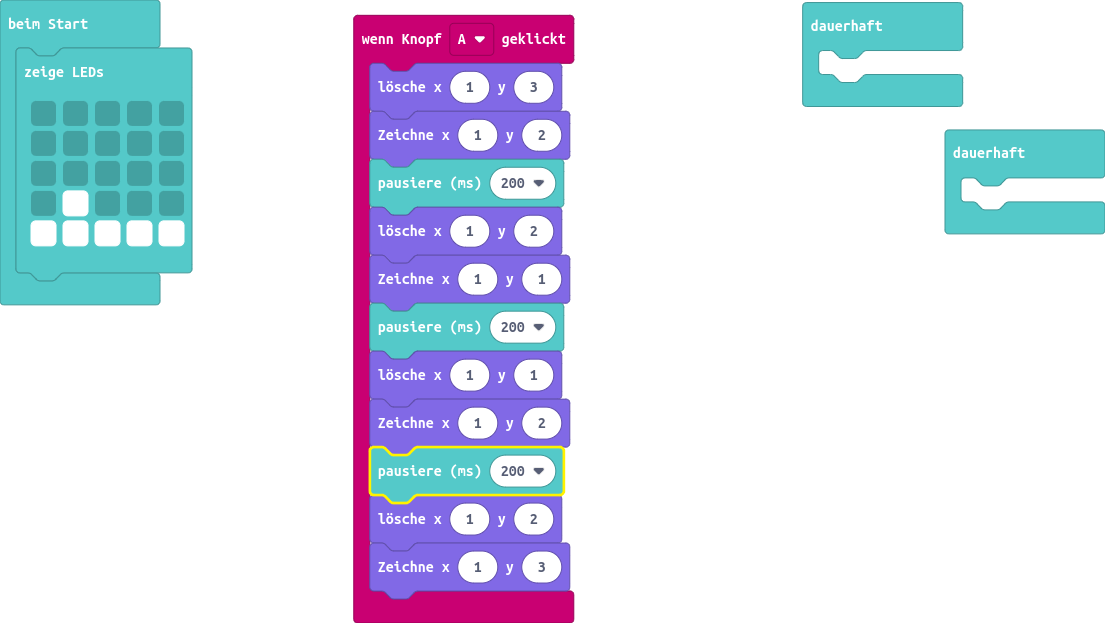 beim Start
zeige LEDs
wenn Knopf A geklickt
lösche x 1 y 3
Zeichne x 1 y 2
pausiere (ms) 200
lösche x 1 y 2
Zeichne x 1 y 1
pausiere (ms) 200
lösche x 1 y 1
Zeichne x 1 y 2
pausiere (ms) 200
lösche x 1 y 2
Zeichne x 1 y 3
dauerhaft
dauerhaft